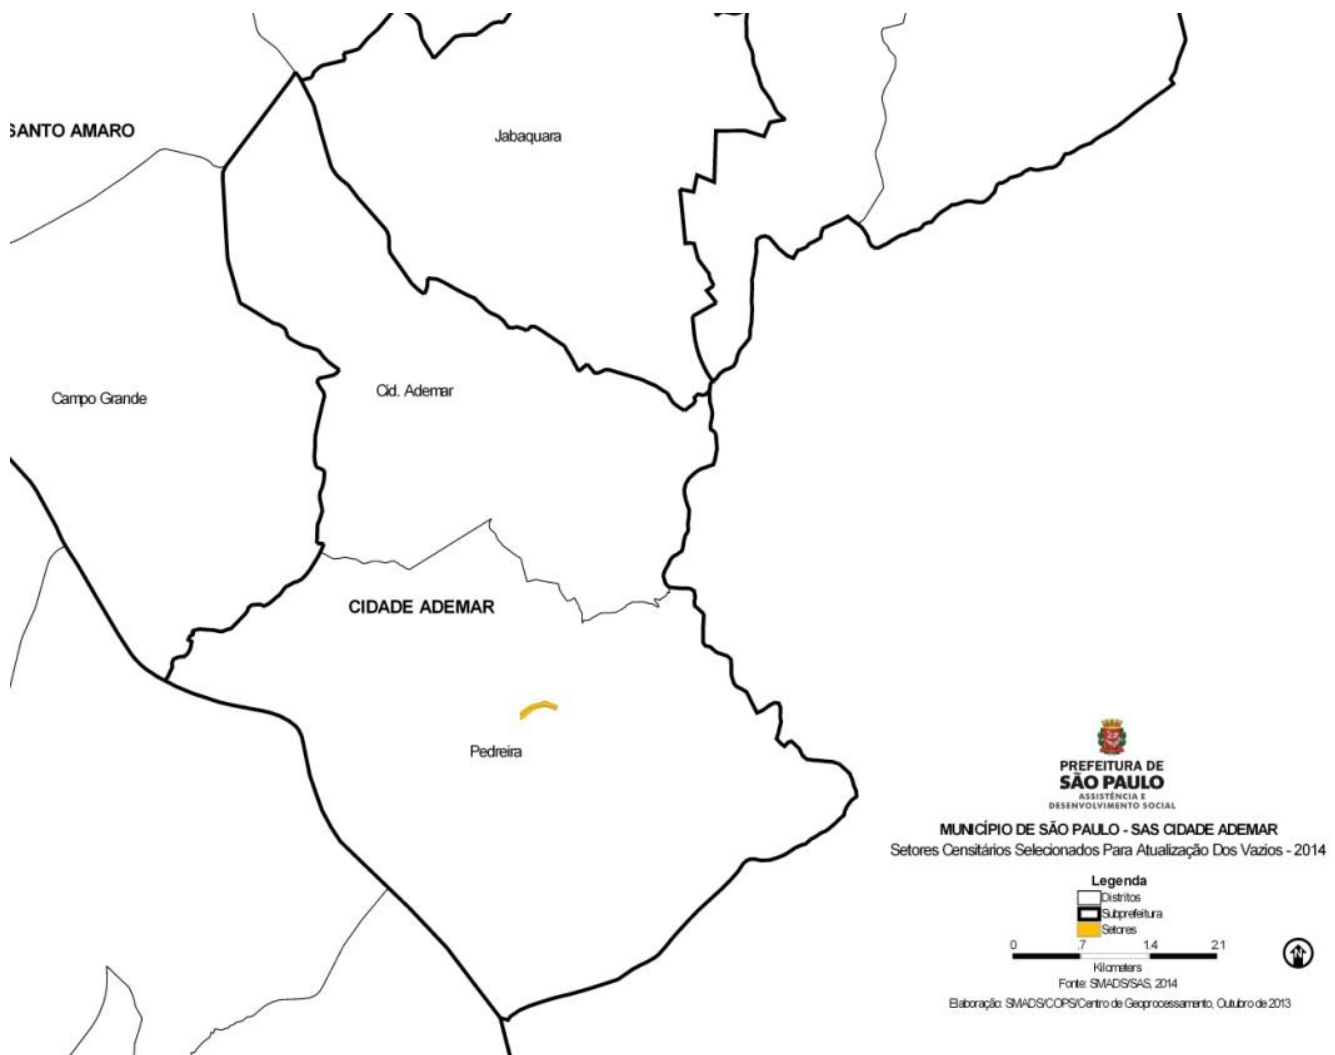 SANTO AMARO
Jabaquara
Campo Grande
Cid. Ademar
CIDADE ADEMAR
Pedreira
PREFEITURA DE
SÃO PAULO
ASSISTÊNCIA E
DESENVOLVIMENTO SOCIAL
MUNICÍPIO DE SÃO PAULO - SAS CIDADE ADEMAR
Setores Censitários Selecionados Para Atualização Dos Vazios - 2014
Legenda
Distritos
Subprefeitura
Setores
0 .7 1.4 2.1
Kilometers
Fonte: SMADS/SAS, 2014
Elaboração: SMADS/COPS/Centro de Geoprocessamento, Outubro de 2013
N